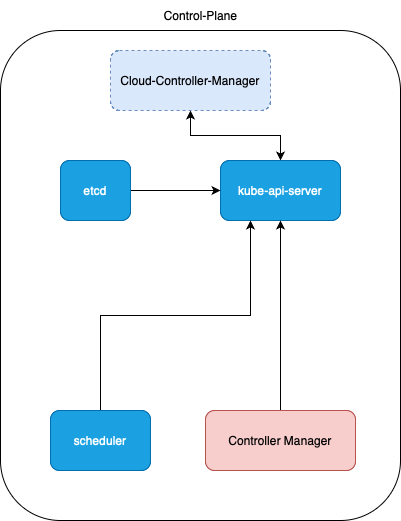 Control-Plane
Cloud-Controller-Manager
etcd
kube-api-server
scheduler
Controller Manager